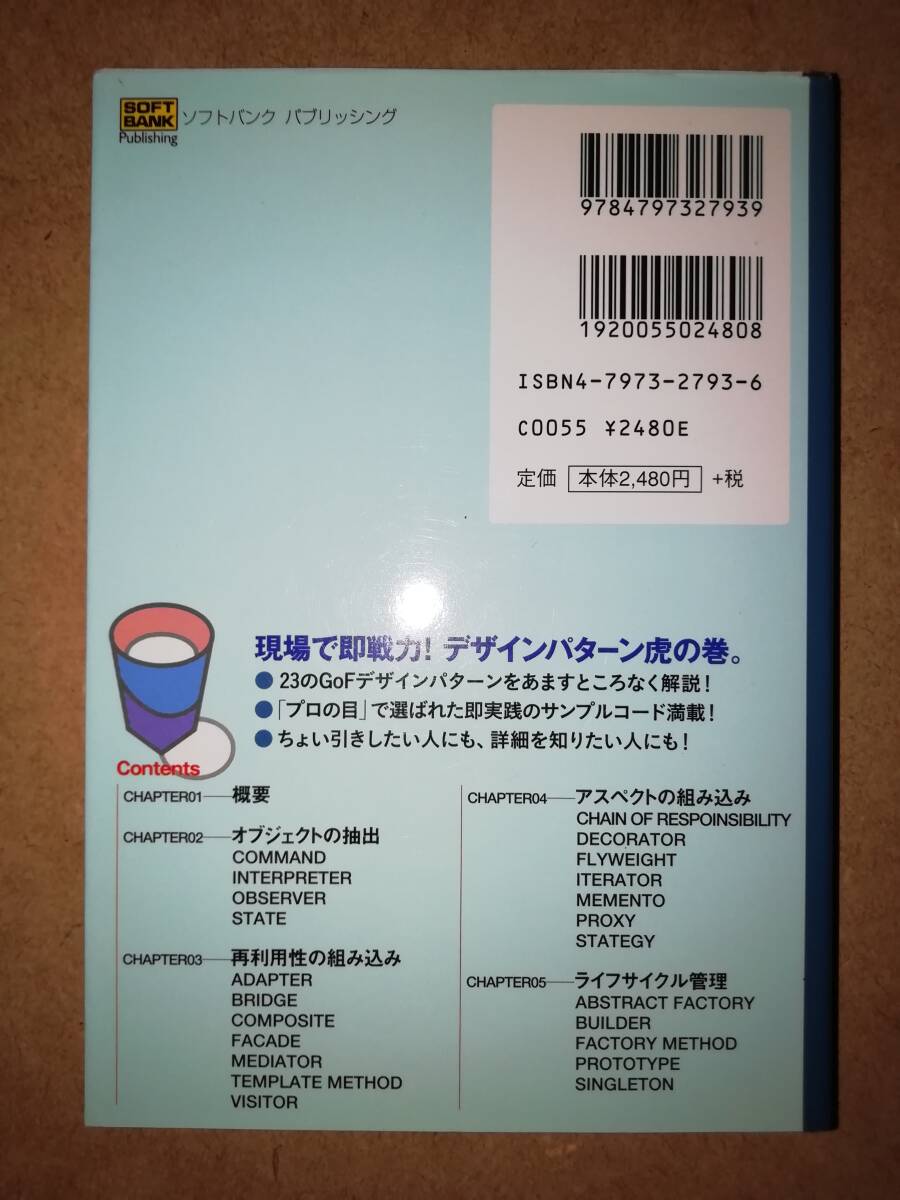 SOFT
BANK
Publishing
ソフトバンク パブリッシング
9784797327939
1920055024808
ISBN4-7973-2793-6
C0055 ¥2480E
定価 本体2,480円 +税
現場で即戦力! デザインパターン虎の巻。
● 23のGoFデザインパターンをあますところなく解説!
● 「プロの目」で選ばれた即実践のサンプルコード満載!
● ちょい引きしたい人にも、詳細を知りたい人にも!
Contents
CHAPTER01 概要
CHAPTER02 オブジェクトの抽出
COMMAND
INTERPRETER
OBSERVER
STATE
CHAPTER03 再利用性の組み込み
ADAPTER
BRIDGE
COMPOSITE
FACADE
MEDIATOR
TEMPLATE METHOD
VISITOR
CHAPTER04 アスペクトの組み込み
CHAIN OF RESPOINSIBILITY
DECORATOR
FLYWEIGHT
ITERATOR
MEMENTO
PROXY
STATEGY
CHAPTER05 ライフサイクル管理
ABSTRACT FACTORY
BUILDER
FACTORY METHOD
PROTOTYPE
SINGLETON